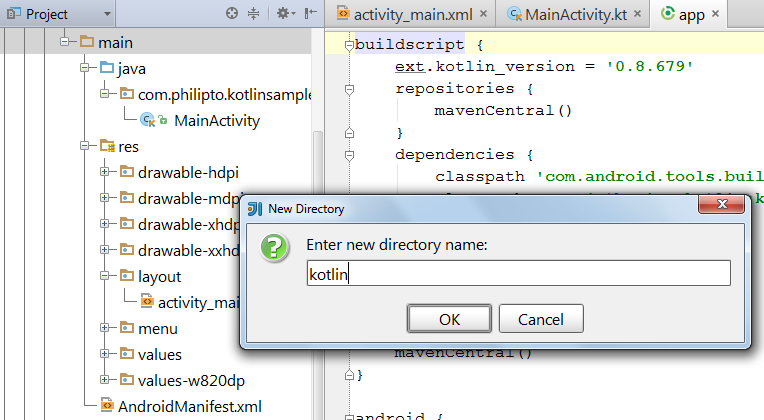 Project
activity_main.xml
MainActivity.kt
app
main
java
com.philipto.kotlinsample
MainActivity
res
drawable-hdpi
drawable-mdpi
drawable-xhdp
drawable-xxhd
layout
activity_mai
menu
values
values-w820dp
AndroidManifest.xml
buildscript {
ext.kotlin_version = '0.8.679'
repositories {
mavenCentral()
}
dependencies {
classpath 'com.android.tools.buil
New Directory
Enter new directory name:
kotlin
OK
Cancel
mavenCentral()
}
android {